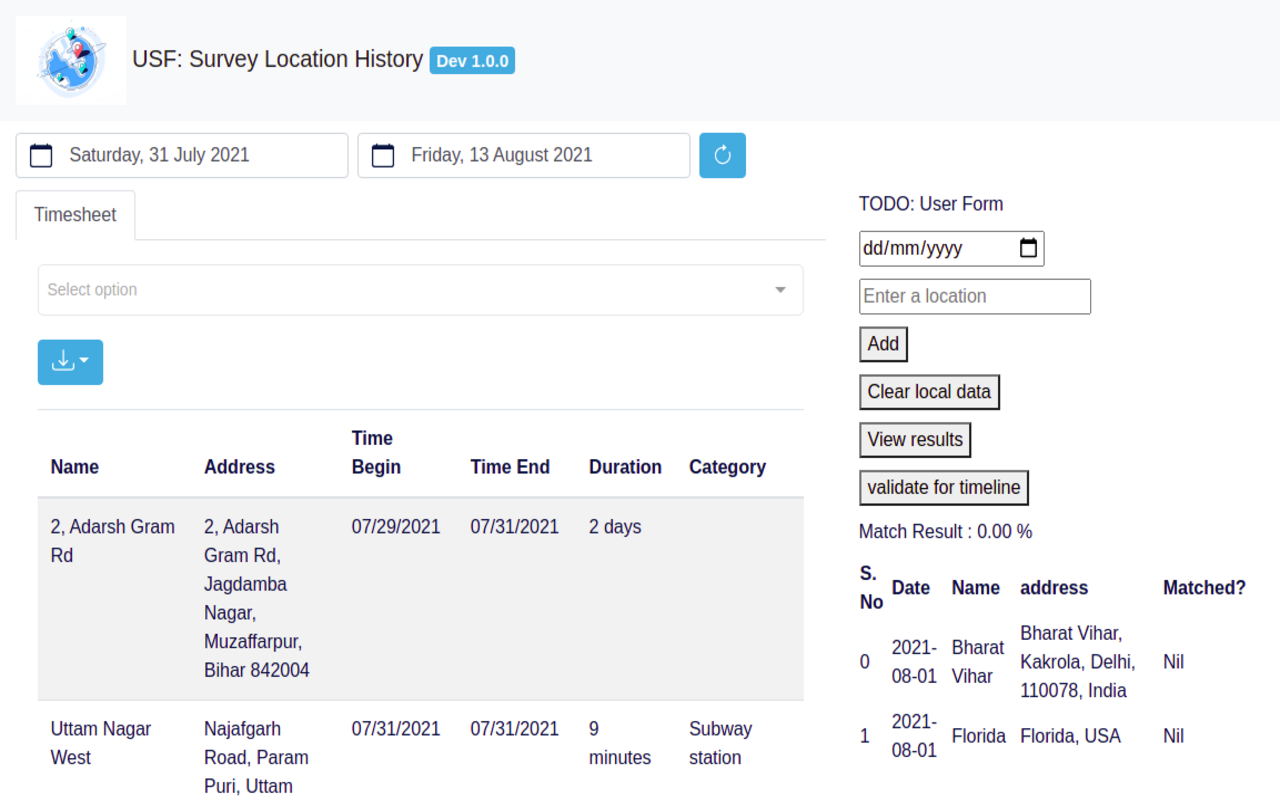 USF: Survey Location History Dev 1.0.0
Saturday, 31 July 2021
Friday, 13 August 2021
Timesheet
Select option
Name Address Time Begin Time End Duration Category
2, Adarsh Gram Rd
2, Adarsh Gram Rd, Jagdamba Nagar, Muzaffarpur, Bihar 842004
07/29/2021
07/31/2021
2 days
Uttam Nagar West
Najafgarh Road, Param Puri, Uttam
07/31/2021
07/31/2021
9 minutes
Subway station
TODO: User Form
dd/mm/yyyy
Enter a location
Add
Clear local data
View results
validate for timeline
Match Result : 0.00 %
S. No Date Name address Matched?
0
2021-08-01
Bharat Vihar
Bharat Vihar, Kakrola, Delhi, 110078, India
Nil
1
2021-08-01
Florida
Florida, USA
Nil